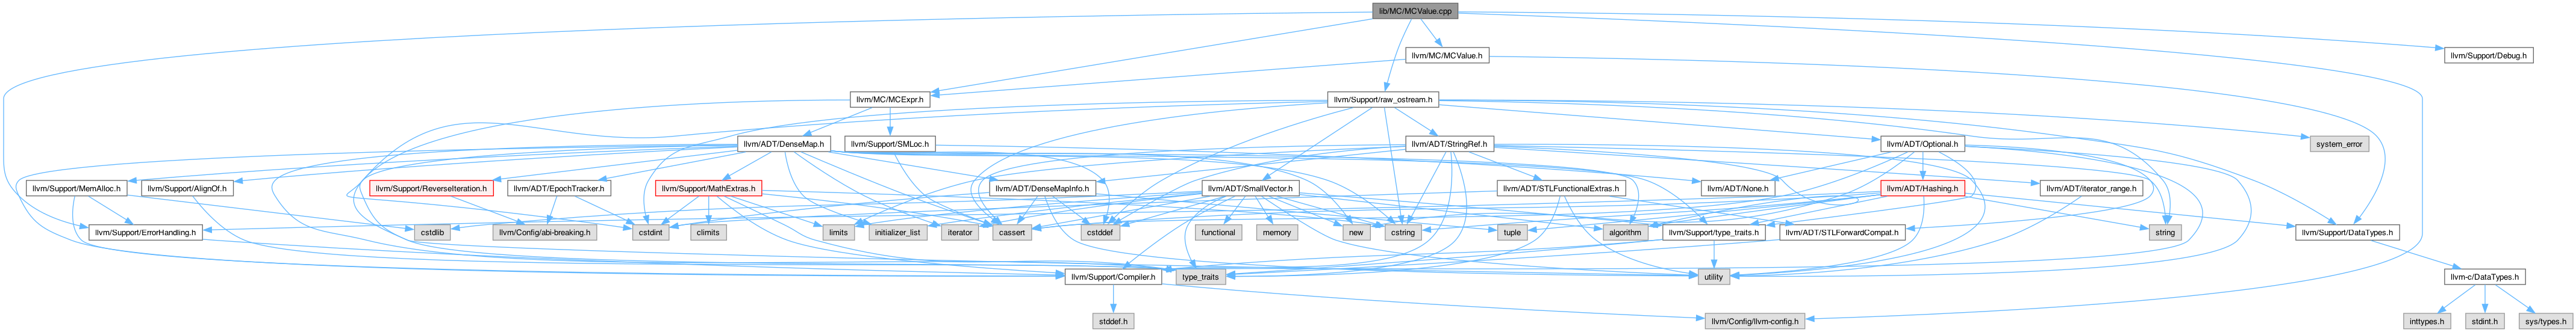 lib/MC/MCValue.cpp
llvm/MC/MCValue.h
llvm/Support/Debug.h
llvm/MC/MCExpr.h
llvm/Support/raw_ostream.h
llvm/ADT/DenseMap.h
llvm/Support/SMLoc.h
llvm/ADT/StringRef.h
llvm/ADT/Optional.h
system_error
llvm/Support/MemAlloc.h
llvm/Support/AlignOf.h
llvm/Support/ReverseIteration.h
llvm/ADT/EpochTracker.h
llvm/Support/MathExtras.h
llvm/ADT/DenseMapInfo.h
llvm/ADT/SmallVector.h
llvm/ADT/STLFunctionalExtras.h
llvm/ADT/None.h
llvm/ADT/Hashing.h
llvm/ADT/iterator_range.h
llvm/Support/ErrorHandling.h
cstdlib
llvm/Config/abi-breaking.h
cstdint
climits
limits
initializer_list
iterator
cassert
cstddef
functional
memory
new
cstring
tuple
algorithm
llvm/Support/type_traits.h
llvm/ADT/STLForwardCompat.h
string
llvm/Support/DataTypes.h
llvm/Support/Compiler.h
type_traits
utility
llvm-c/DataTypes.h
stddef.h
llvm/Config/llvm-config.h
inttypes.h
stdint.h
sys/types.h